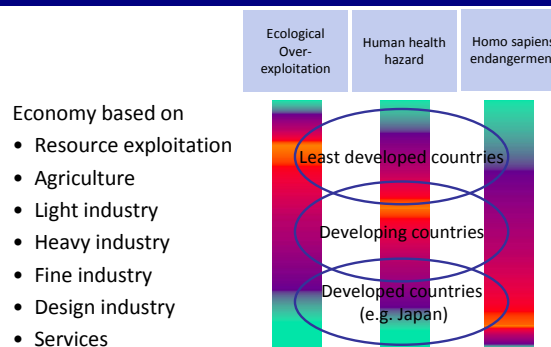 Ecological
Over-
exploitation
Human health
hazard
Homo sapiens
endangermen
Economy based on
• Resource exploitation
• Agriculture
• Light industry
• Heavy industry
• Fine industry
• Design industry
• Services
Least developed countries
Developing countries
Developed countries
(e.g. Japan)